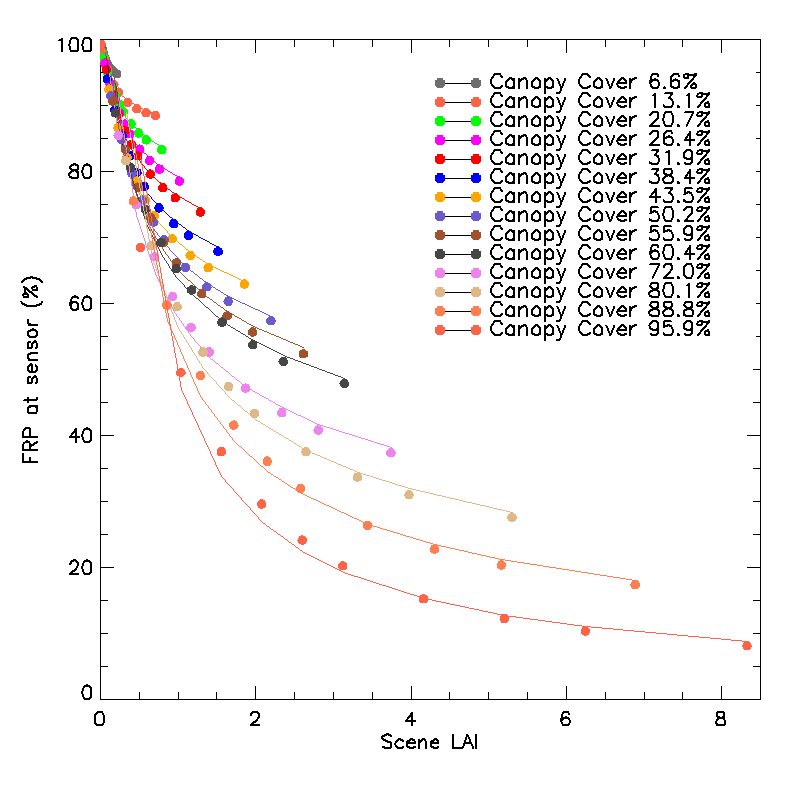 100
80
60
40
20
0
FRP at sensor (%)
Canopy Cover 6.6%
Canopy Cover 13.1%
Canopy Cover 20.7%
Canopy Cover 26.4%
Canopy Cover 31.9%
Canopy Cover 38.4%
Canopy Cover 43.5%
Canopy Cover 50.2%
Canopy Cover 55.9%
Canopy Cover 60.4%
Canopy Cover 72.0%
Canopy Cover 80.1%
Canopy Cover 88.8%
Canopy Cover 95.9%
0 2 4 6 8
Scene LAI